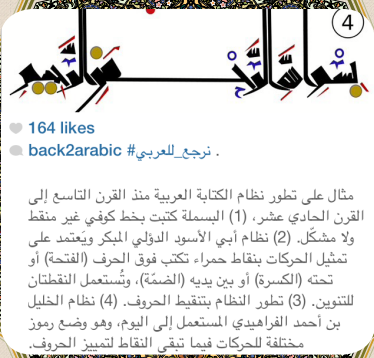 4
بسم الله الرحمن الرحيم
164 likes
back2arabic #نرجع_للعربي .
مثال على تطور نظام الكتابة العربية منذ القرن التاسع إلى
القرن الحادي عشر، (1) البسملة كتبت بخط كوفي غير منقط
ولا مشكّل. (2) نظام أبي الأسود الدؤلي المبكر ويَعتمد على
تمثيل الحركات بنقاط حمراء تكتب فوق الحرف (الفتحة) أو
تحته (الكسرة) أو بين يديه (الضمّة)، وتُستعمل النقطتان
للتنوين. (3) تطور النظام بتنقيط الحروف. (4) نظام الخليل
بن أحمد الفراهيدي المستعمل إلى اليوم، وهو وضع رموز
مختلفة للحركات فيما تبقى النقاط لتمييز الحروف.